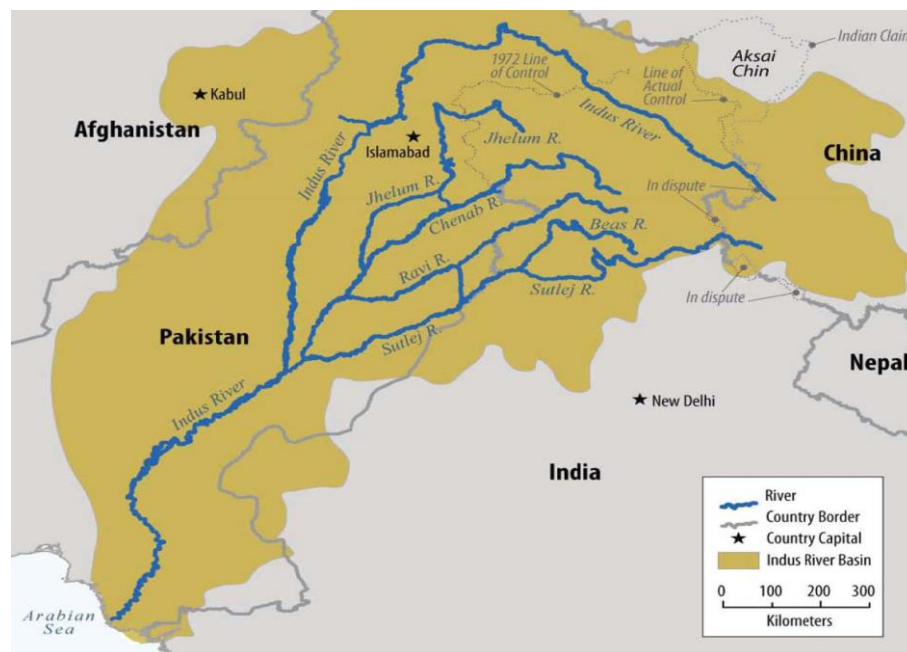 Indian Claim
Aksai
Chin
1972 Line
of Control
Line of
Actual
Control
Kabul
Afghanistan
Islamabad
Indus River
Indus River
Jhelum R.
China
Jhelum R.
Chenab R.
In dispute
Beas R.
Ravi R.
Sutlej R.
In dispute
Pakistan
Sutlej R.
Nepal
Indus River
New Delhi
India
River
Country Border
Country Capital
Indus River Basin
0 100 200 300
Kilometers
Arabian
Sea